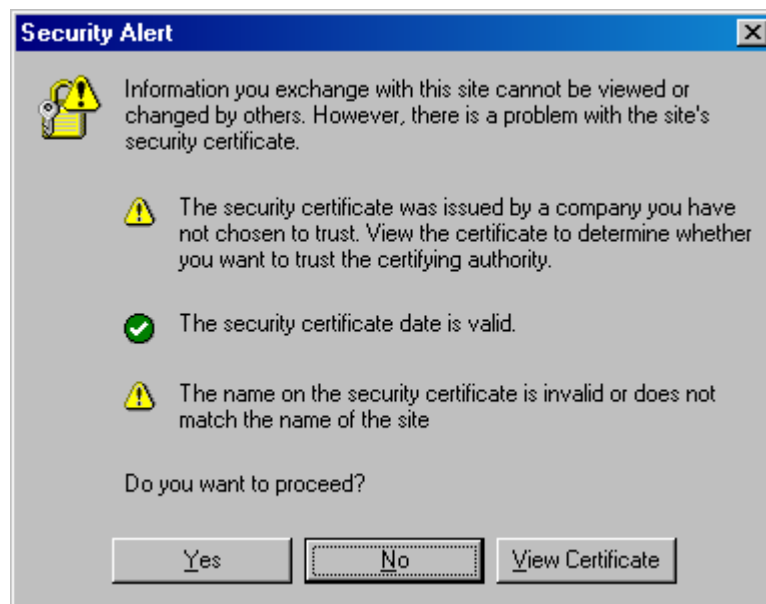 Security Alert
Information you exchange with this site cannot be viewed or
changed by others. However, there is a problem with the site's
security certificate.
The security certificate was issued by a company you have
not chosen to trust. View the certificate to determine whether
you want to trust the certifying authority.
The security certificate date is valid.
The name on the security certificate is invalid or does not
match the name of the site
Do you want to proceed?
Yes No View Certificate